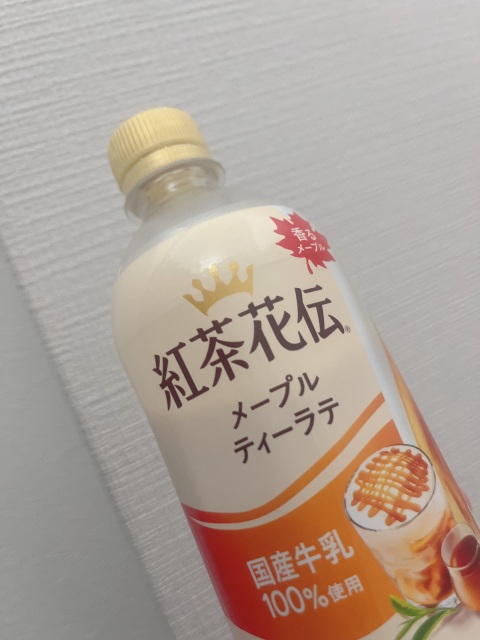 香る
メープル
紅茶花伝®
メープル
ティーラテ
国産牛乳
100%使用